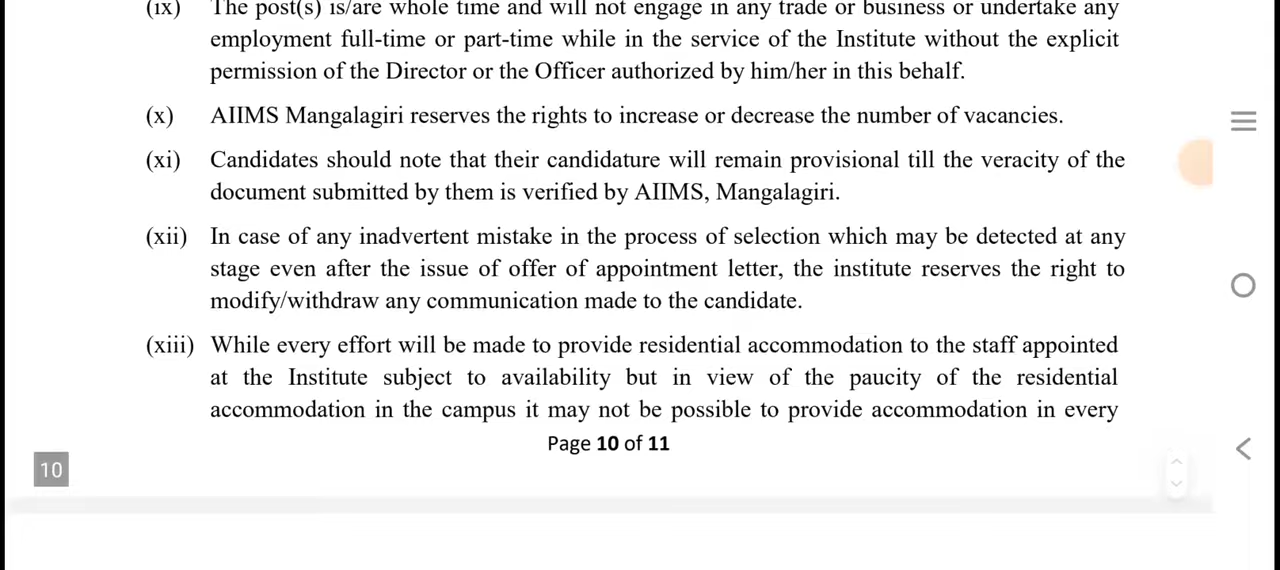 (ix) The post(s) is/are whole time and will not engage in any trade or business or undertake any
employment full-time or part-time while in the service of the Institute without the explicit
permission of the Director or the Officer authorized by him/her in this behalf.
(x) AIIMS Mangalagiri reserves the rights to increase or decrease the number of vacancies.
(xi) Candidates should note that their candidature will remain provisional till the veracity of the
document submitted by them is verified by AIIMS, Mangalagiri.
(xii) In case of any inadvertent mistake in the process of selection which may be detected at any
stage even after the issue of offer of appointment letter, the institute reserves the right to
modify/withdraw any communication made to the candidate.
(xiii) While every effort will be made to provide residential accommodation to the staff appointed
at the Institute subject to availability but in view of the paucity of the residential
accommodation in the campus it may not be possible to provide accommodation in every
Page 10 of 11
10